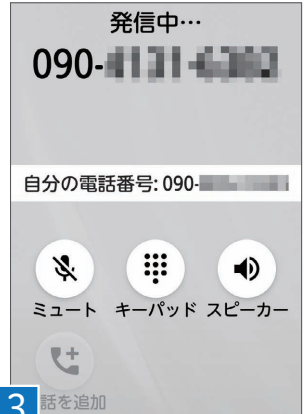 発信中…
090-
自分の電話番号: 090-
ミュート キーパッド スピーカー
話を追加
3